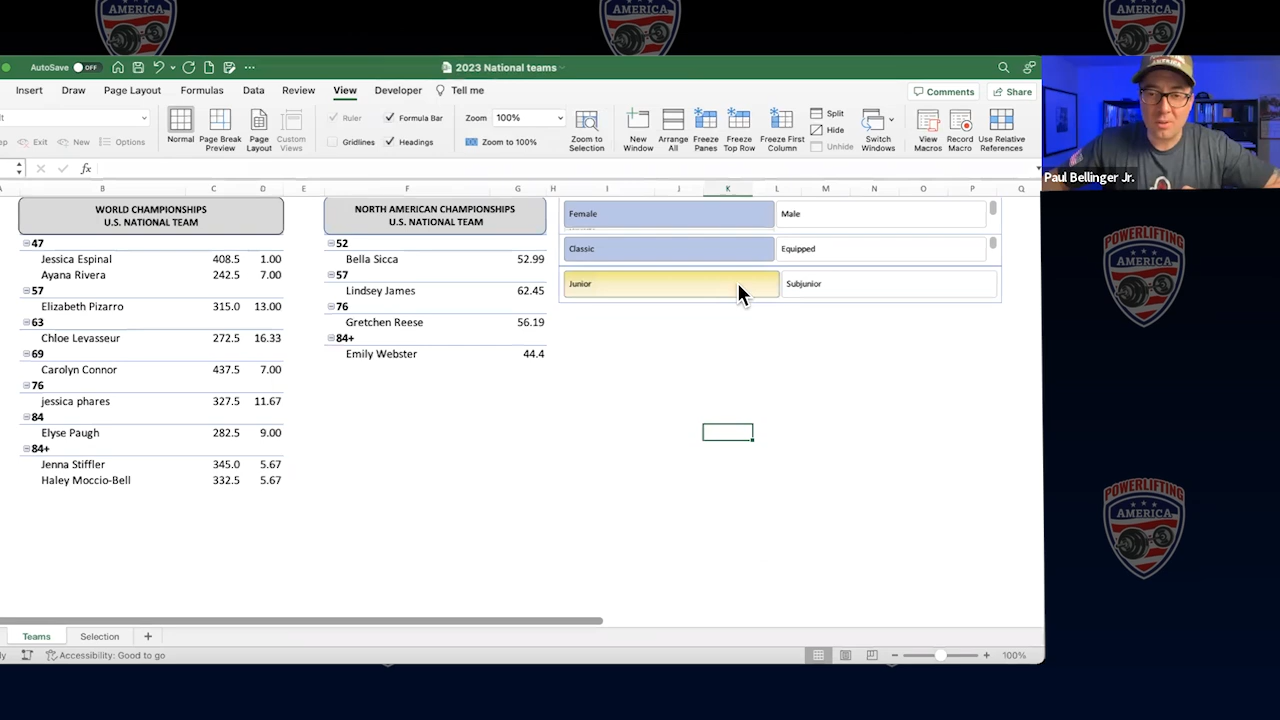 AMERICA
AMERICA
AMERICA
AutoSave OFF
2023 National teams
Insert Draw Page Layout Formulas Data Review View Developer Tell me
Comments Share
Normal
Page Break Preview
Page Layout
Custom Views
Exit New Options
Ruler Formula Bar
Gridlines Headings
Zoom 100%
Zoom to 100%
Zoom to Selection
New Window
Arrange All
Freeze Panes
Freeze Top Row
Freeze First Column
Split
Hide
Unhide
Switch Windows
View Macros
Record Macro
Use Relative References
fx
Paul Bellinger Jr.
B C D E F G H I J K L M N O P Q
WORLD CHAMPIONSHIPS
U.S. NATIONAL TEAM
47
Jessica Espinal 408.5 1.00
Ayana Rivera 242.5 7.00
57
Elizabeth Pizarro 315.0 13.00
63
Chloe Levasseur 272.5 16.33
69
Carolyn Connor 437.5 7.00
76
jessica phares 327.5 11.67
84
Elyse Paugh 282.5 9.00
84+
Jenna Stiffler 345.0 5.67
Haley Moccio-Bell 332.5 5.67
NORTH AMERICAN CHAMPIONSHIPS
U.S. NATIONAL TEAM
52
Bella Sicca 52.99
57
Lindsey James 62.45
76
Gretchen Reese 56.19
84+
Emily Webster 44.4
Female Male
Classic Equipped
Junior Subjunior
POWERLIFTING
AMERICA
POWERLIFTING
AMERICA
Teams Selection +
Accessibility: Good to go
100%